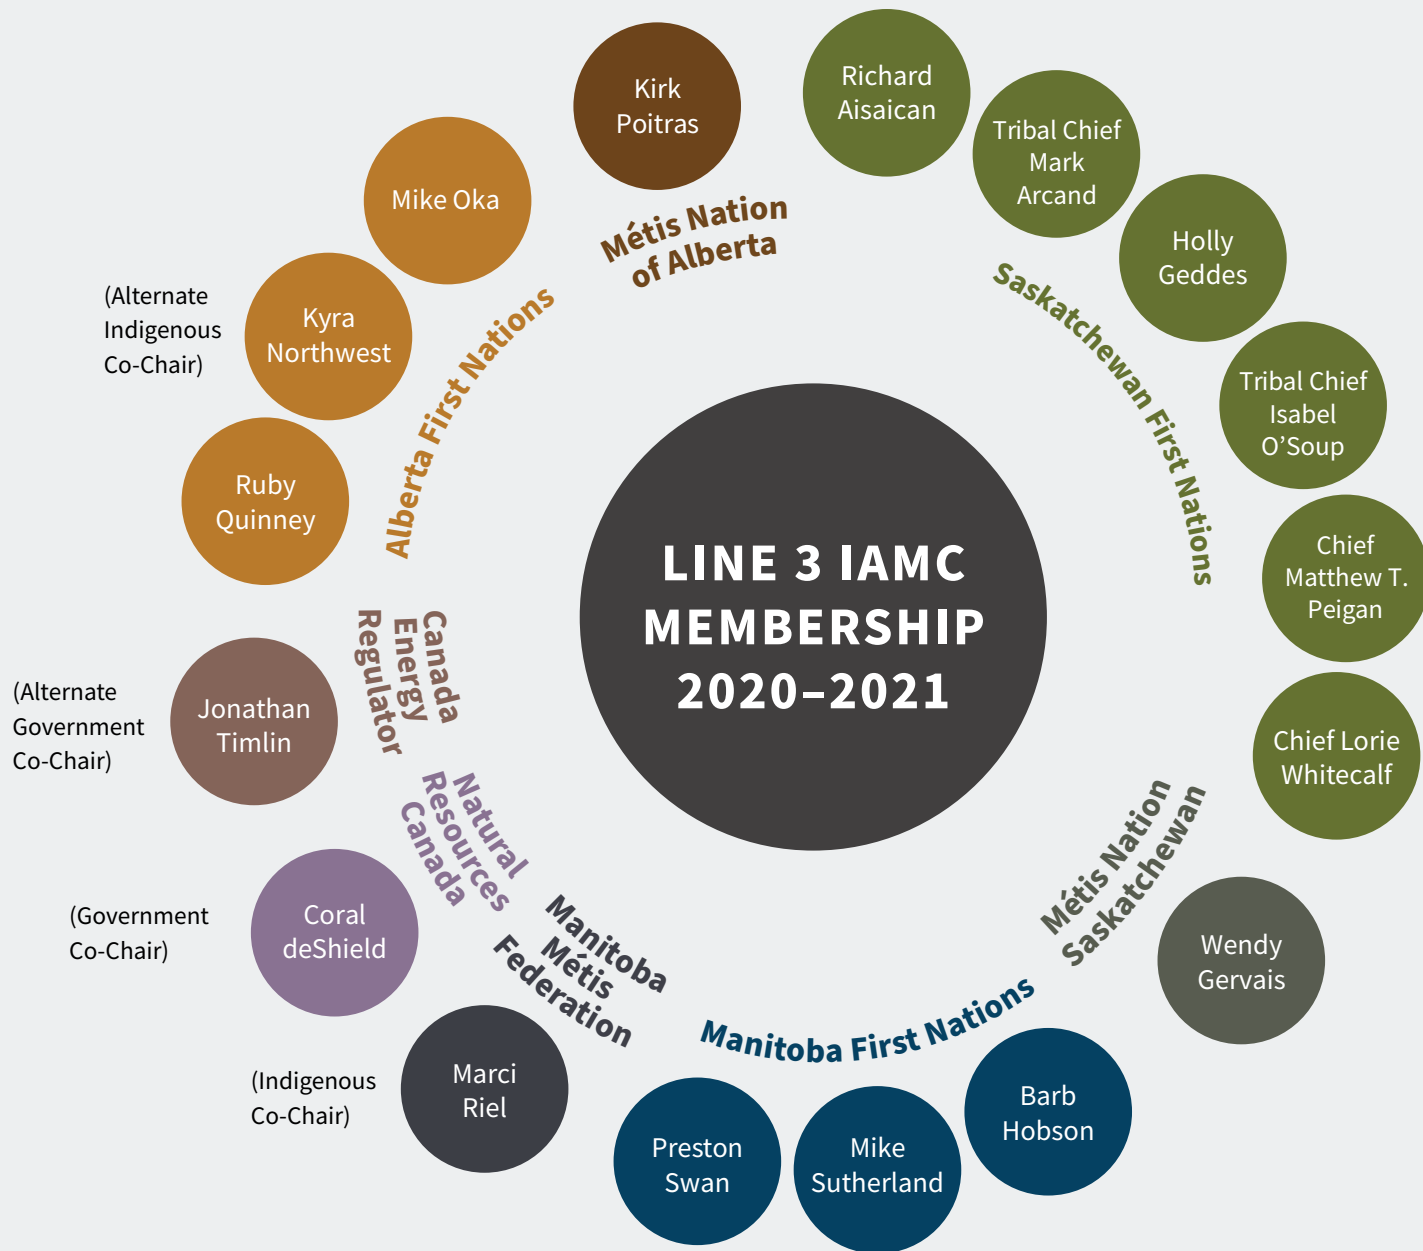 Kirk
Poitras
Métis Nation
of Alberta
Richard
Aisaican
Tribal Chief
Mark
Arcand
Holly
Geddes
Tribal Chief
Isabel
O’Soup
Chief
Matthew T.
Peigan
Chief Lorie
Whitecalf
Saskatchewan First Nations
Métis Nation
Saskatchewan
Wendy
Gervais
Manitoba First Nations
Barb
Hobson
Mike
Sutherland
Preston
Swan
Manitoba
Métis
Federation
Marci
Riel
(Indigenous
Co-Chair)
Natural
Resources
Canada
Coral
deShield
(Government
Co-Chair)
Canada
Energy
Regulator
Jonathan
Timlin
(Alternate
Government
Co-Chair)
Alberta First Nations
Ruby
Quinney
Kyra
Northwest
(Alternate
Indigenous
Co-Chair)
Mike Oka
LINE 3 IAMC
MEMBERSHIP
2020–2021